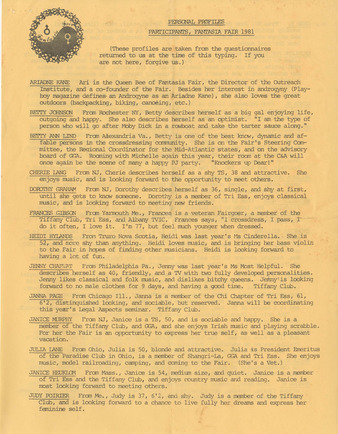 PERSONAL PROFILES
PARTICIPANTS, FANTASIA FAIR 1981
(These profiles are taken from the questionnaires
returned to us at the time of this typing. If you
are not here, forgive us.)
ARIADNE KANE Ari is the Queen Bee of Fantasia Fair, the Director of the Outreach
Institute, and a co-founder of the Fair. Besides her interest in androgyny (Play-
boy magazine defines an Androgyne as an Ariadne Kane), she also loves the great
outdoors (backpacking, biking, canoeing, etc.)
BETTY JOHNSON From Rochester NY, Betty describes herself as a big gal enjoying life,
outgoing and happy. She also describes herself as an optimist. "I am the type of
person who will go after Moby Dick in a rowboat and take the tarter sauce along."
BETTY ANN LIND From Alexandria Va., Betty is one of the best know, dynamic and af-
fable persons in the crossdressing community. She is on the Fair's Steering Com-
mittee, the Regional Coordinator for the Mid-Atlantic states, and on the advisory
board of GFA. Rooming with Michelle again this year, their room at the C&A will
once again be the scene of many a happy PJ party. "Knockers up Dear!"
CHERIE LANE From NJ, Cherie describes herself as a shy TS, 38 and attractive. She
enjoys music, and is looking forward to the opportunity to meet others.
DOROTHY GRAHAM From NJ, Dorothy describes herself as 36, single, and shy at first,
until she gets to know someone. Dorothy is a member of Tri Ess, enjoys classical
music, and is looking forward to meeting new friends.
FRANCES GIBSON From Yarmouth Me., Frances is a veteran Fairgoer, a member of the
Tiffany Club, Tri Ess, and Albany TVIC. Frances says, "I crossdress, I pass, I
do it often, I love it. I'm 77, but feel much younger when dressed.
HEIDI HYLANDS From Truro Nova Scotia, Heidi was last year's Ms Cinderella. She is
52, and more shy than anything. Heidi loves music, and is bringing her bass violin
to the Fair in hopes of finding other musicians. Heidi is looking forward to
having a lot of fun.
JENNY CHAFLUT From Philadelphia Pa., Jenny was last year's Ms Most Helpful. She
describes herself as 40, friendly, and a TV with two fully developed personalities.
Jenny likes classical and folk music, and dislikes bitchy queens. Jenny is looking
forward to no male clothes for 9 days, and having a good time. Tiffany Club.
JANNA PAGE From Chicago Ill., Janna is a member of the Chi Chapter of Tri Ess. 61,
6'2, distinguished looking, and sociable, but reserved. Janna will be coordinating
this year's Legal Aspects seminar. Tiffany Club.
JANICE MURPHY From NJ, Janice is a TS, 50, and is sociable and happy. She is a
member of the Tiffany Club, and GGA, and she enjoys Irish music and playing scrabble.
For her the Fair is an opportunity to express her true self, as well as a pleasant
vacation.
JULIA LANE From Ohio, Julia is 50, blonde and attractive. Julia is President Emeritus
of the Paradise Club in Ohio, is a member of Shangri-La, GGA and Tri Ess. She enjoys
music, model railroading, camping, and coming to the Fair. (She's a Vet.)
JANICE From Mass., Janice is 54, medium size, and quiet. Janice is a member
of Tri Ess and the Tiffany Club, and enjoys country music and reading. Janice is
most looking forward to meeting others.
JUDY POIRIER From Me., Judy is 37, 6'2, and shy. Judy is a member of the Tiffany
Club, and is looking forward to a chance to live fully her dreams and express her
feminine self.